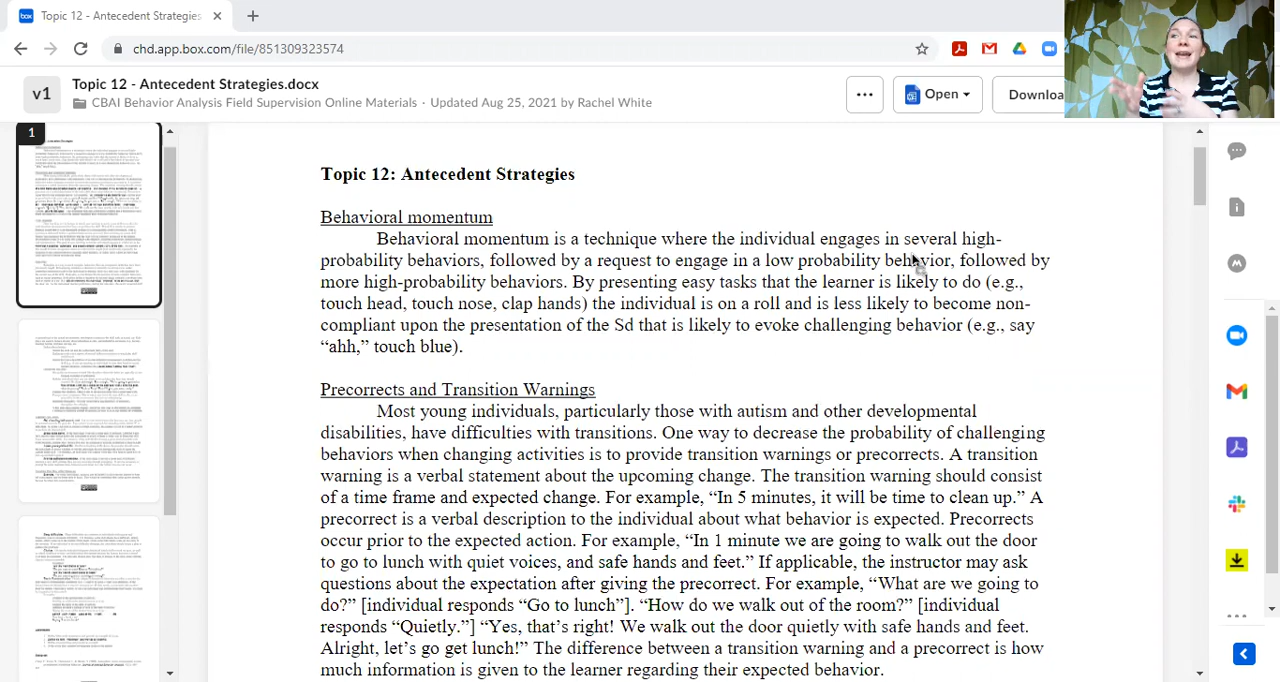 box Topic 12 - Antecedent Strategies
chd.app.box.com/file/851309323574
v1
Topic 12 - Antecedent Strategies.docx
CBAI Behavior Analysis Field Supervision Online Materials · Updated Aug 25, 2021 by Rachel White
Open
Downloa
1
Topic 12: Antecedent Strategies
Behavioral momentum
Behavioral momentum is a technique where the individual engages in several high-
probability behaviors followed by a request to engage in a low-probability behavior, followed by
more high-probability behaviors. By presenting easy tasks that the learner is likely to do (e.g.,
touch head, touch nose, clap hands) the individual is on a roll and is less likely to become non-
compliant upon the presentation of the Sd that is likely to evoke challenging behavior (e.g., say
"uh." touch blue).
Precorrects and Transition Warnings
Most young individuals, particularly those with autism or other developmental
have difficulty with transitions. One way to decrease the probability of challenging
behaviors when changing activities is to provide transition warnings or precorrects. A transition
warning is a verbal statement about the upcoming change. The transition warning should consist
of a time frame and expected change. For example, “In 5 minutes, it will be time to clean up.” A
precorrect is a verbal description to the individual about what behavior is expected. Precorrects
prior to a transition. For example, “In 1 minute we are going to walk out the door
to lunch with quiet voices, and safe hands and feet.” If applicable, the instructor may ask
the individual questions after giving the precorrect. For example: “What are we going to
[individual responds “Go to lunch”]. “How do we walk out of the room?” [individual
responds “Quietly.”] “Yes, that’s right! We walk out the door quietly with safe hands and feet.
Alright, let’s go get lunch!” The difference between a transition warning and a precorrect is how
much information is given to the learner regarding their expected behavior.